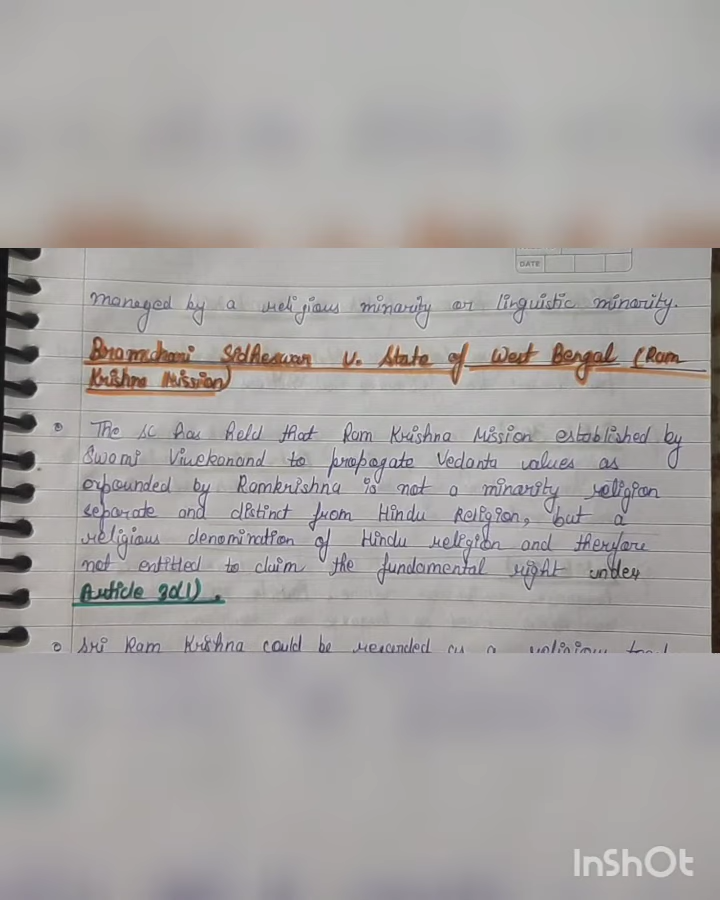 DATE
managed by a religious minority or linguistic minority.
Bramchari Sidheswar V. State of West Bengal (Ram
Krishna Mission)
The SC has held that Ram Krishna Mission established by
Swami Vivekanand to propagate Vedanta values as
expounded by Ramkrishna is not a minority religion
separate and distinct from Hindu Religion, but a
religious denomination of Hindu religion and therfore
not entitled to claim the fundamental right under
Article 30(1).
Sri Ram Krishna could be regarded as a religious
InShOt